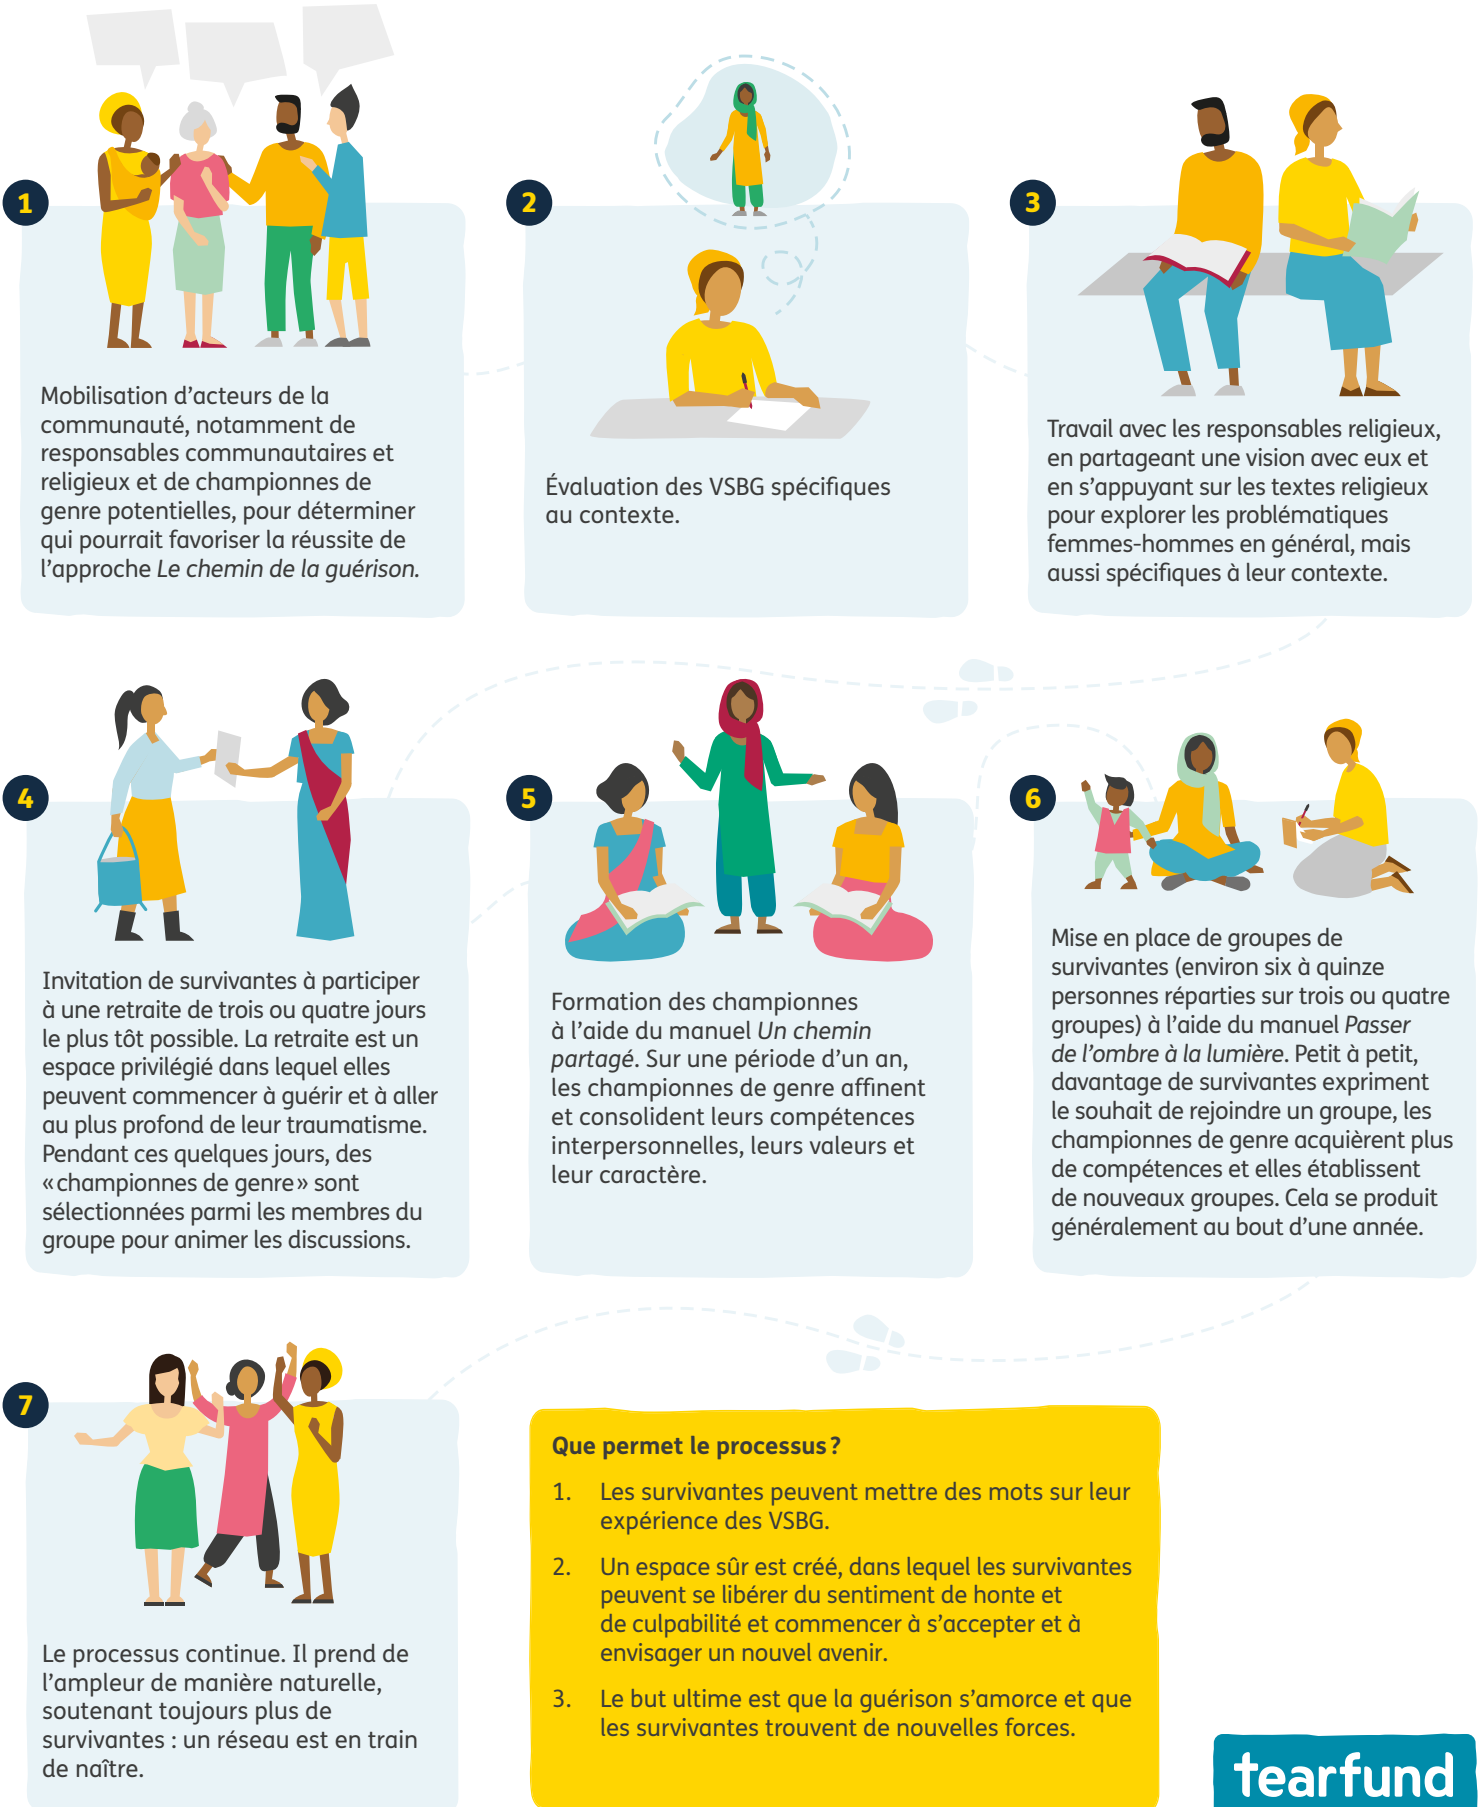 1
Mobilisation d’acteurs de la
communauté, notamment de
responsables communautaires et
religieux et de championnes de
genre potentielles, pour déterminer
qui pourrait favoriser la réussite de
l’approche Le chemin de la guérison.
2
Évaluation des VSBG spécifiques
au contexte.
3
Travail avec les responsables religieux,
en partageant une vision avec eux et
en s’appuyant sur les textes religieux
pour explorer les problématiques
femmes-hommes en général, mais
aussi spécifiques à leur contexte.
4
Invitation de survivantes à participer
à une retraite de trois ou quatre jours
le plus tôt possible. La retraite est un
espace privilégié dans lequel elles
peuvent commencer à guérir et à aller
au plus profond de leur traumatisme.
Pendant ces quelques jours, des
« championnes de genre » sont
sélectionnées parmi les membres du
groupe pour animer les discussions.
5
Formation des championnes
à l’aide du manuel Un chemin
partagé. Sur une période d’un an,
les championnes de genre affinent
et consolident leurs compétences
interpersonnelles, leurs valeurs et
leur caractère.
6
Mise en place de groupes de
survivantes (environ six à quinze
personnes réparties sur trois ou quatre
groupes) à l’aide du manuel Passer
de l’ombre à la lumière. Petit à petit,
davantage de survivantes expriment
le souhait de rejoindre un groupe, les
championnes de genre acquièrent plus
de compétences et elles établissent
de nouveaux groupes. Cela se produit
généralement au bout d’une année.
7
Le processus continue. Il prend de
l’ampleur de manière naturelle,
soutenant toujours plus de
survivantes : un réseau est en train
de naître.
Que permet le processus ?
1. Les survivantes peuvent mettre des mots sur leur
expérience des VSBG.
2. Un espace sûr est créé, dans lequel les survivantes
peuvent se libérer du sentiment de honte et
de culpabilité et commencer à s’accepter et à
envisager un nouvel avenir.
3. Le but ultime est que la guérison s’amorce et que
les survivantes trouvent de nouvelles forces.
tearfund